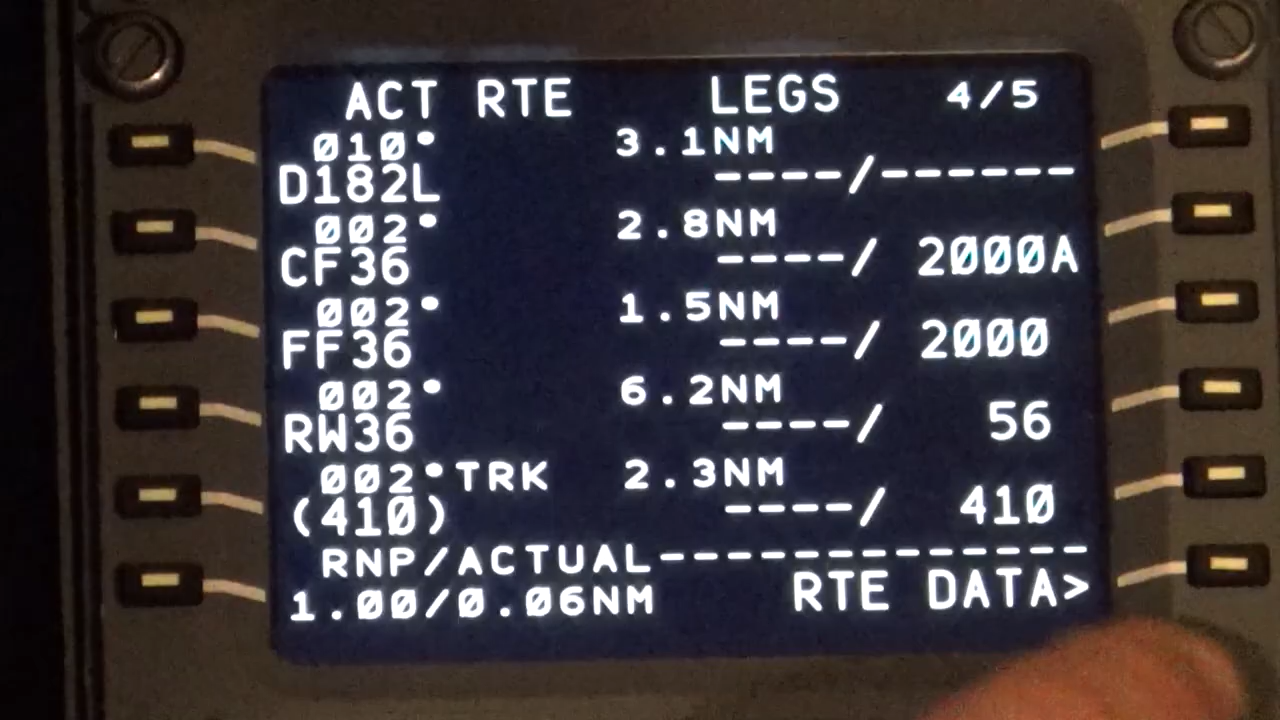 ACT RTE LEGS 4/5
010° 3.1NM
D182L ----/------
002° 2.8NM
CF36 ----/ 2000A
002° 1.5NM
FF36 ----/ 2000
002° 6.2NM
RW36 ----/ 56
002°TRK 2.3NM
(410) ----/ 410
RNP/ACTUAL-------------
1.00/0.06NM RTE DATA>